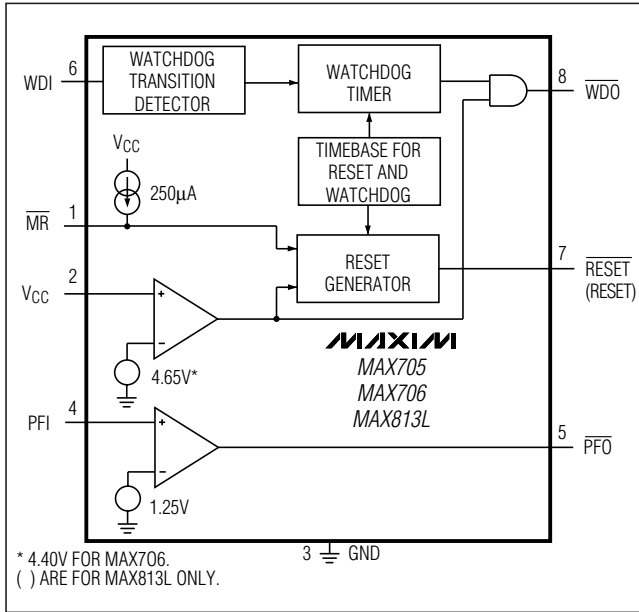 6
WDI
WATCHDOG
TRANSITION
DETECTOR
WATCHDOG
TIMER
8
WDO
VCC
250µA
TIMEBASE FOR
RESET AND
WATCHDOG
1
MR
RESET
GENERATOR
7
RESET
(RESET)
2
VCC
+
−
4.65V*
MAXIM
MAX705
MAX706
MAX813L
4
PFI
+
−
1.25V
5
PFO
3 GND
* 4.40V FOR MAX706.
( ) ARE FOR MAX813L ONLY.